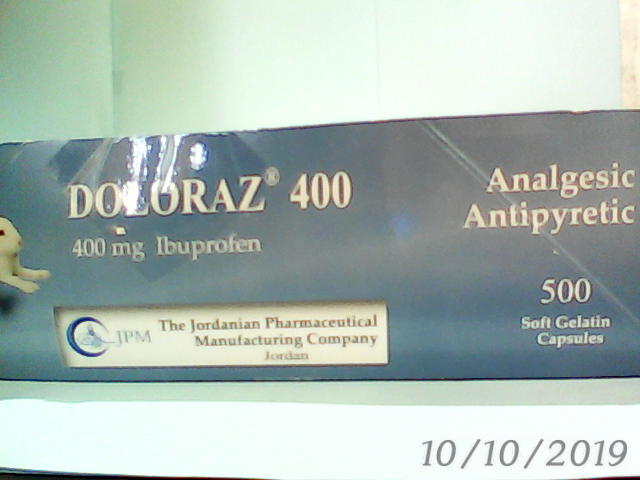 DOLORAZ® 400
400 mg Ibuprofen
Analgesic
Antipyretic
500
Soft Gelatin
Capsules
JPM
The Jordanian Pharmaceutical
Manufacturing Company
Jordan
10/10/2019